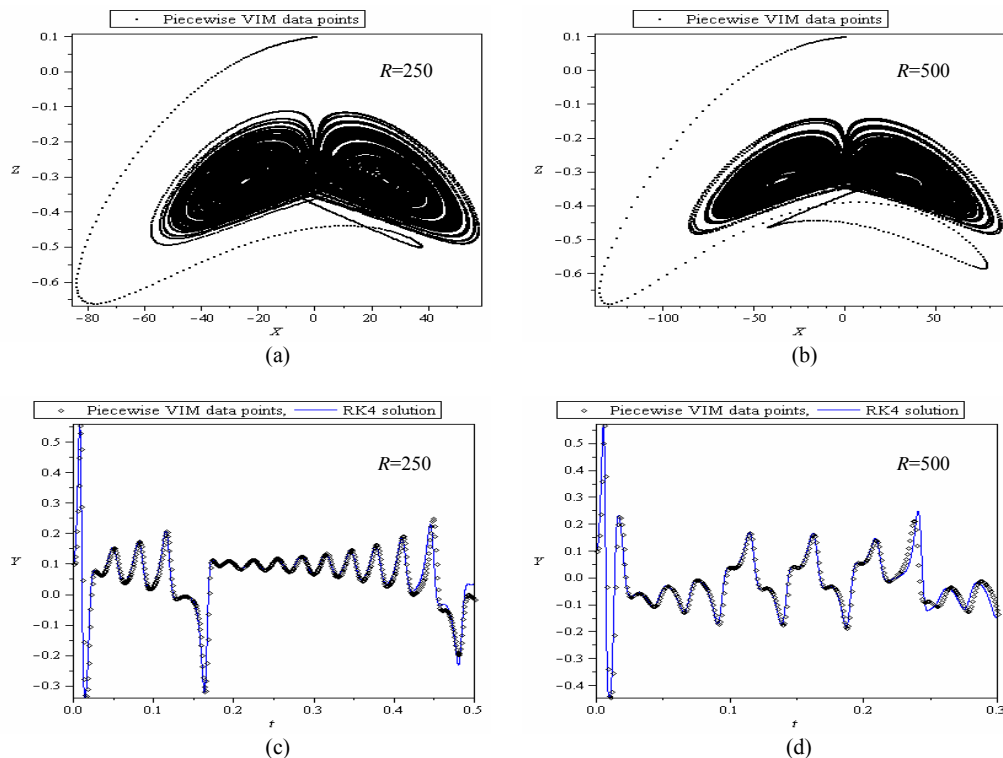 Piecewise VIM data points
Piecewise VIM data points
0.1
0.0
−0.1
−0.2
Z
−0.3
−0.4
−0.5
−0.6
R=250
−80
−60
−40
−20
0
20
40
X
(a)
0.1
0.0
−0.1
−0.2
Z
−0.3
−0.4
−0.5
−0.6
R=500
−100
−50
0
50
X
(b)
Piecewise VIM data points, RK4 solution
Piecewise VIM data points, RK4 solution
0.5
0.4
0.3
0.2
Y
0.1
0.0
−0.1
−0.2
−0.3
R=250
0.0
0.1
0.2
0.3
0.4
0.5
t
(c)
0.5
0.4
0.3
0.2
0.1
Y
0.0
−0.1
−0.2
−0.3
−0.4
R=500
0.0
0.1
0.2
0.3
t
(d)